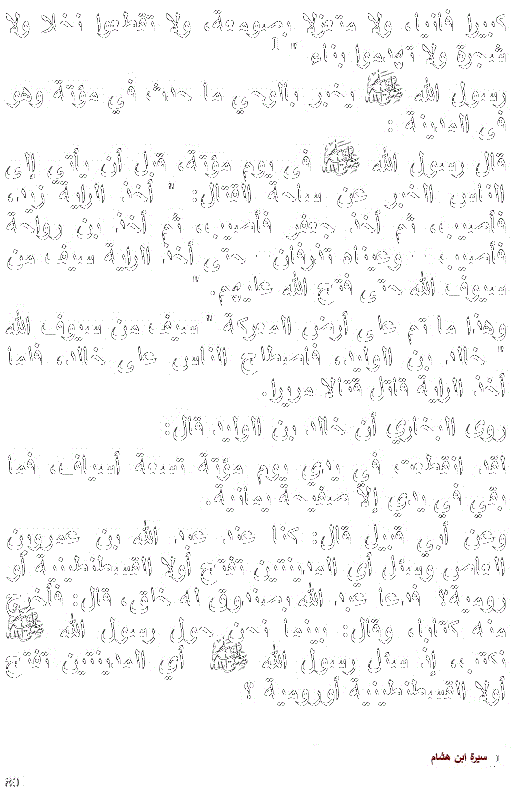 كبيرا فانيا، ولا متعزلا بصومعة، ولا تقطعوا نخلا ولا
شجرة ولا تهدموا بناء " 1
رسول الله ﷺ يخبر بالوحي ما حدث في مؤتة وهو
في المدينة :
قال رسول الله ﷺ في يوم مؤتة، قبل أن يأتي إلى
الناس الخبر عن ساحة القتال: " أخذ الراية زيد،
فأصيب، ثم أخذ جعفر فأصيب، ثم أخذ بن رواحة
فأصيب - وعيناه تذرفان- حتى أخذ الراية سيف من
سيوف الله حتى فتح الله عليهم. "
وهذا ما تم على أرض المعركة " سيف من سيوف الله
" خالد بن الوليد، فاصطلح الناس على خالد، فلما
أخذ الراية قاتل قتالا مريرا.
روى البخاري أن خالد بن الوليد قال:
لقد انقطعت في يدي يوم مؤتة تسعة أسياف، فما
بقي في يدي إلا صفيحة يمانية.
وعن أبي قبيل قال: كنا عند عبد الله بن عمروبن
العاص وسئل أي المدينتين تفتح أولا القسطنطينية أو
رومية؟ فدعا عبد الله بصندوق له خلق، قال: فأخرج
منه كتابا، وقال: بينما نحن حول رسول الله ﷺ
نكتب، إذ سئل رسول الله ﷺ أي المدينتين تفتح
أولا القسطنطينية أورومية ؟
سيرة ابن هشام